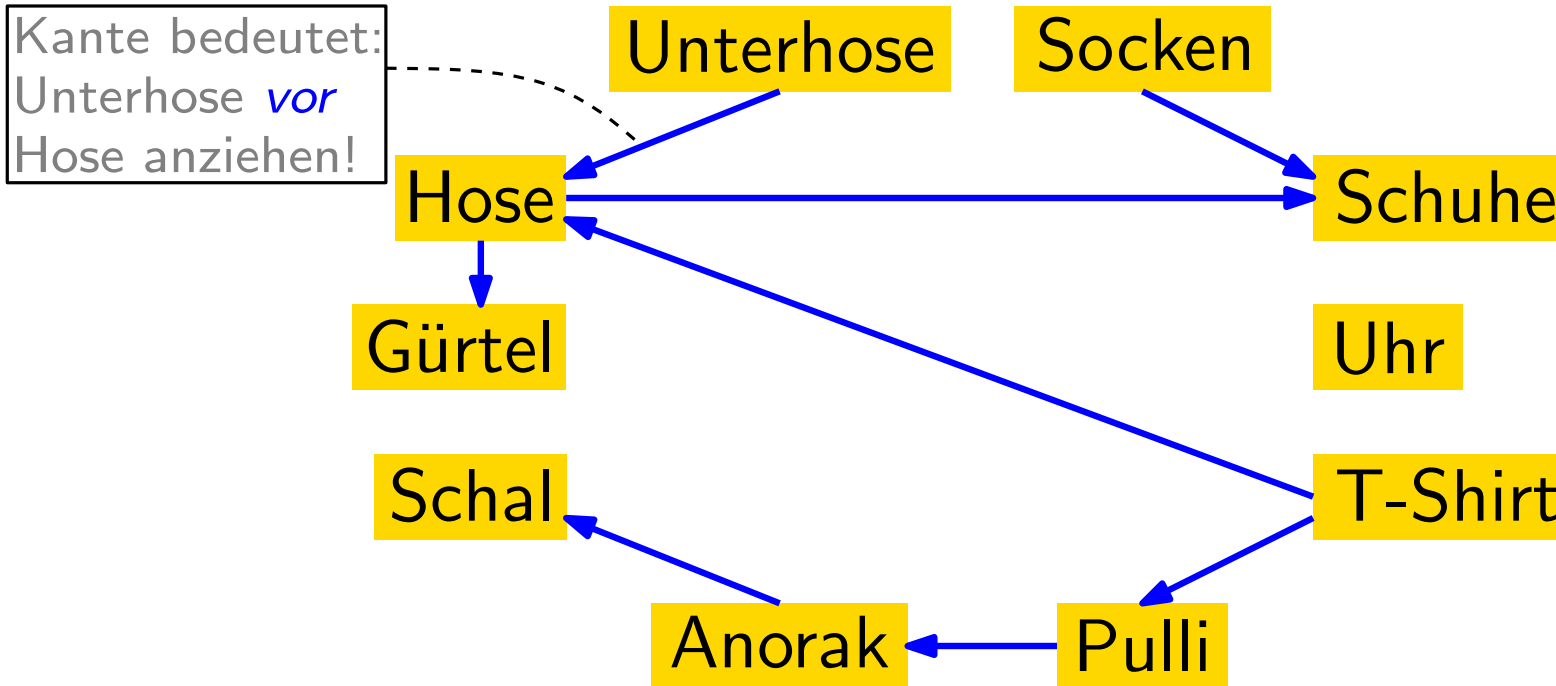 Kante bedeutet:
Unterhose vor
Hose anziehen!
Unterhose
Socken
Hose
Schuhe
Gürtel
Uhr
Schal
T-Shirt
Anorak
Pulli